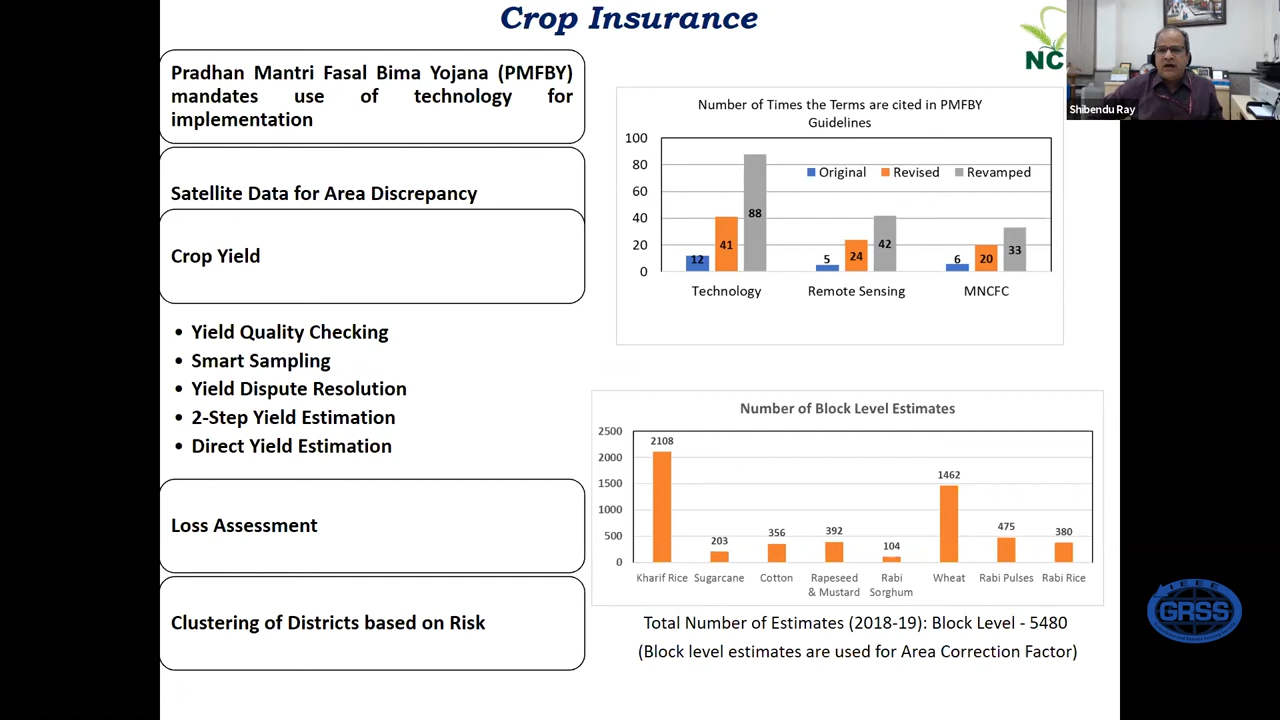 Crop Insurance
NC
Shibendu Ray
Pradhan Mantri Fasal Bima Yojana (PMFBY)
mandates use of technology for
implementation
Satellite Data for Area Discrepancy
Crop Yield
• Yield Quality Checking
• Smart Sampling
• Yield Dispute Resolution
• 2-Step Yield Estimation
• Direct Yield Estimation
Loss Assessment
Clustering of Districts based on Risk
Number of Times the Terms are cited in PMFBY
Guidelines
100
80
60
40
20
0
Original Revised Revamped
12 41 88
5 24 42
6 20 33
Technology Remote Sensing MNCFC
Number of Block Level Estimates
2500
2000
1500
1000
500
0
2108 203 356 392 104 1462 475 380
Kharif Rice Sugarcane Cotton Rapeseed & Mustard Rabi Sorghum Wheat Rabi Pulses Rabi Rice
Total Number of Estimates (2018-19): Block Level - 5480
(Block level estimates are used for Area Correction Factor)
IEEE
GRSS